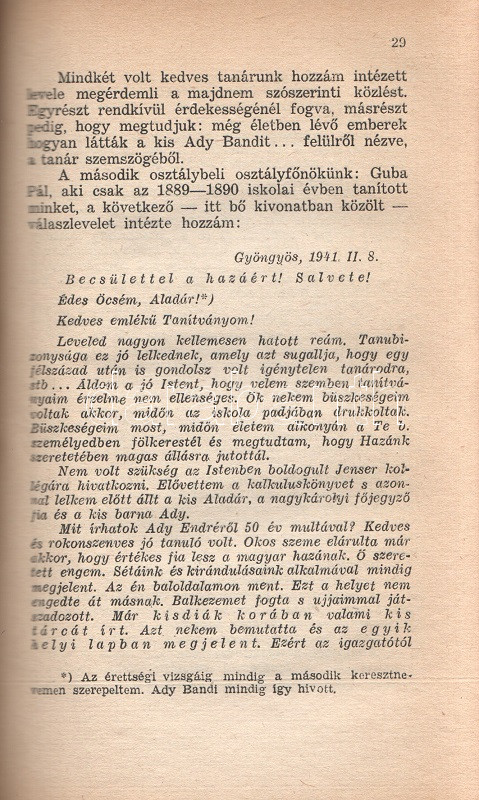 29
Mindkét volt kedves tanárunk hozzám intézett
levele megérdemli a majdnem szószerinti közlést.
Egyrészt rendkívül érdekességénél fogva, másrészt
pedig, hogy megtudjuk: még életben lévő emberek
hogyan látták a kis Ady Bandit... felülről nézve,
a tanár szemszögéből.
A második osztálybeli osztályfőnökünk: Guba
Pál, aki csak az 1889—1890 iskolai évben tanított
minket, a következő — itt bő kivonatban közölt —
válaszlevelet intézte hozzám:
Gyöngyös, 1941. II. 8.
Becsülettel a hazáért! Salvete!
Édes Öcsém, Aladár!*)
Kedves emlékű Tanítványom!
Leveled nagyon kellemesen hatott reám. Tanubi-
zonysága ez jó lelkednek, amely azt sugallja, hogy egy
félszázad után is gondolsz volt igénytelen tanárodra,
stb... Áldom a jó Istent, hogy velem szemben tanítvá-
nyaim érzelme nem ellenséges. Ők nekem büszkeségeim
voltak akkor, midőn az iskola padjában drukkoltak.
Büszkeségeim most, midőn életem alkonyán a Te b.
személyedben fölkerestél és megtudtam, hogy Hazánk
szeretetében magas állásra jutottál.
Nem volt szükség az Istenben boldogult Jenser kol-
légára hivatkozni. Elővettem a kalkuluskönyvet s azon-
nal lelkem előtt állt a kis Aladár, a nagykárolyi főjegyző
fia és a kis barna Ady.
Mit írhatok Ady Endréről 50 év multával? Kedves
és rokonszenves jó tanuló volt. Okos szeme elárulta már
akkor, hogy értékes fia lesz a magyar hazának. Ő szere-
tett engem. Sétáink és kirándulásaink alkalmával mindig
megjelent. Az én baloldalamon ment. Ezt a helyet nem
engedte át másnak. Balkezemet fogta s ujjaimmal ját-
szadozott. Már kisdiák korában valami kis
tárcát írt. Azt nekem bemutatta és az egyik
helyi lapban megjelent. Ezért az igazgatótól
*) Az érettségi vizsgáig mindig a második keresztne-
vemen szerepeltem. Ady Bandi mindig így hivott.